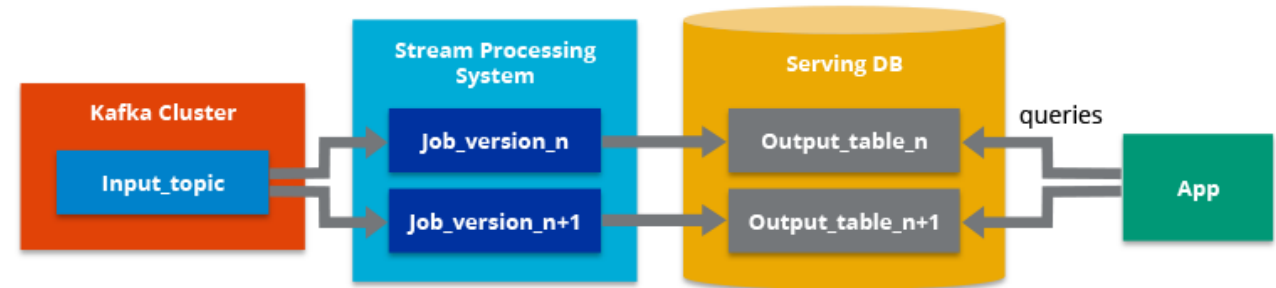 Stream Processing
System
Serving DB
Kafka Cluster
queries
Job_version_n
Output_table_n
Input_topic
App
Job_version_n+1
Output_table_n+1